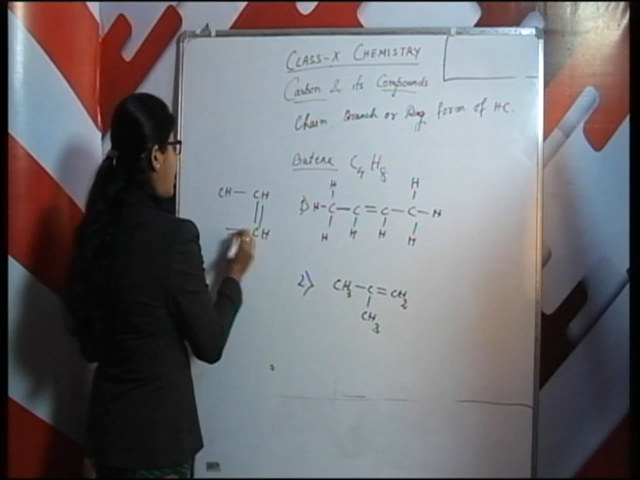 CLASS-X CHEMISTRY
Carbon & its Compounds
Chain Branch or Ring form of HC.
Butene C4H8
CH — CH
— CH
1) H — C — C = C — C — H
H H
H H H H
2) CH3 — C = CH2
CH3